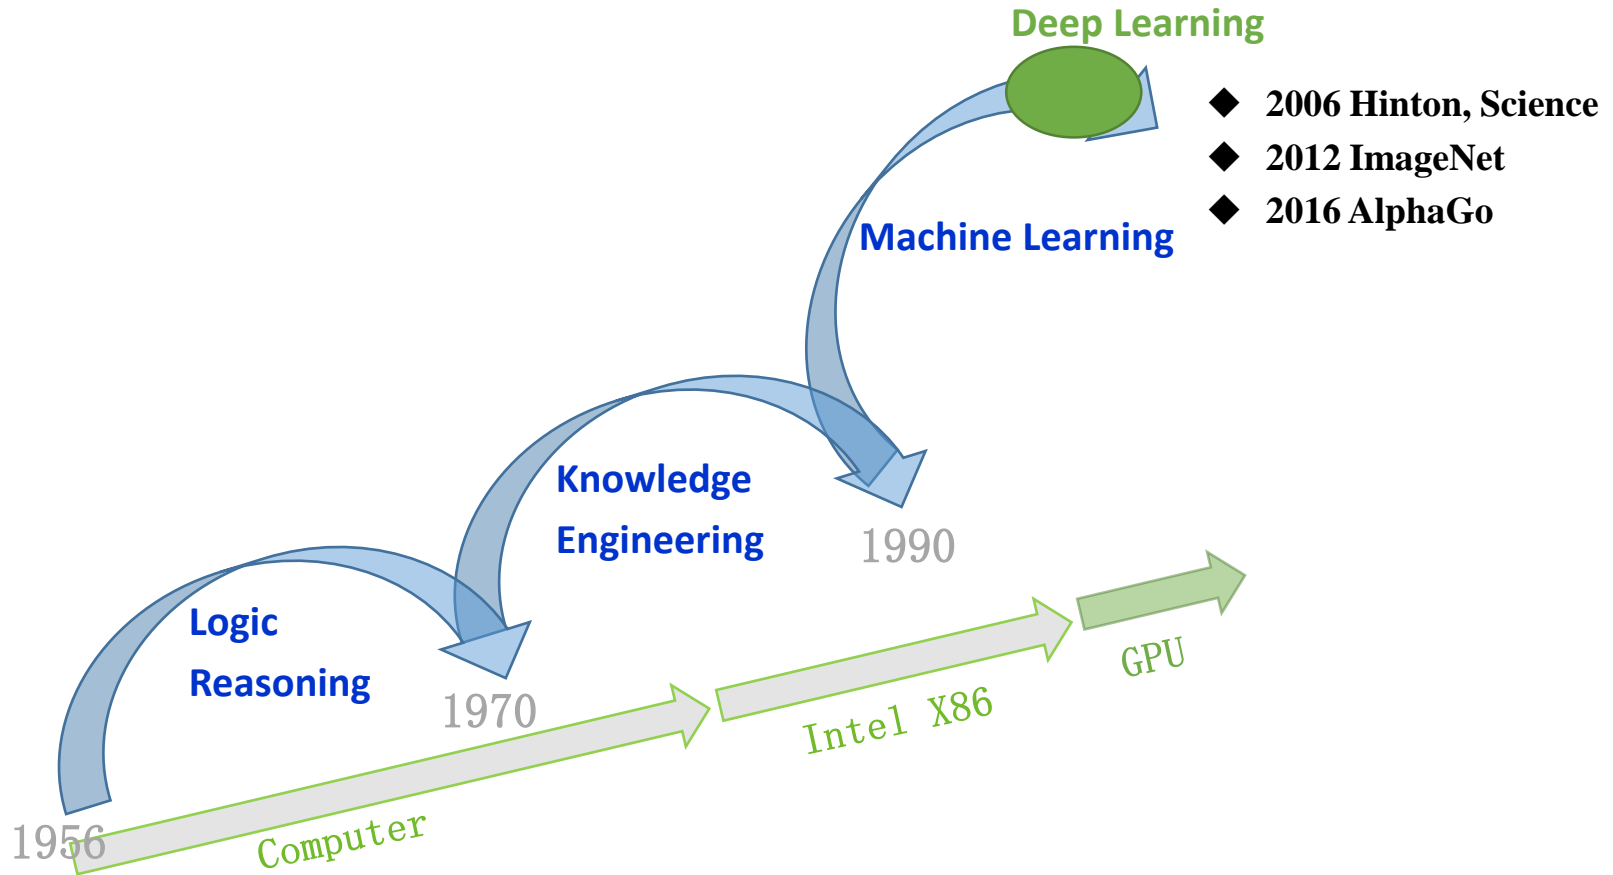 Deep Learning
◆ 2006 Hinton, Science
◆ 2012 ImageNet
◆ 2016 AlphaGo
Machine Learning
Knowledge
Engineering
1990
Logic
Reasoning
1970
GPU
Intel X86
1956
Computer